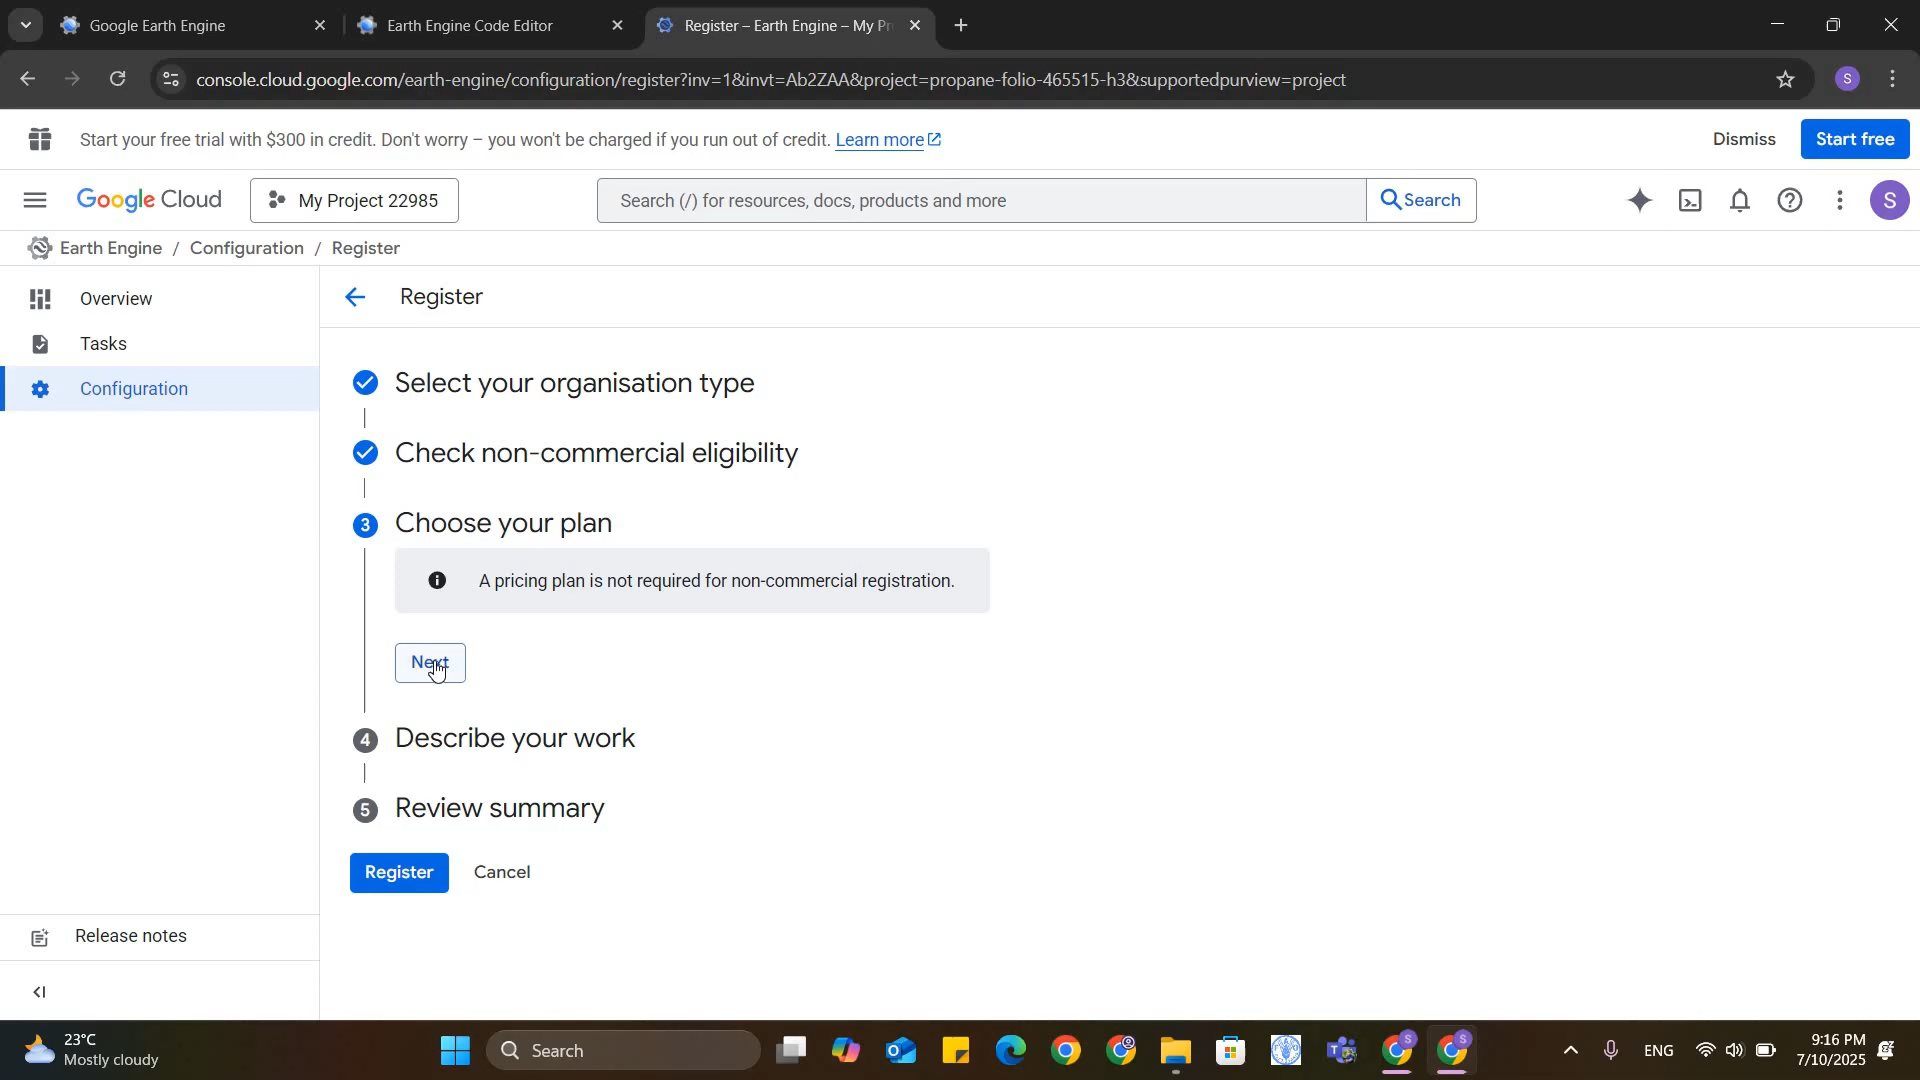 Google Earth Engine
Earth Engine Code Editor
Register – Earth Engine – My Pr
console.cloud.google.com/earth-engine/configuration/register?inv=1&invt=Ab2ZAA&project=propane-folio-465515-h3&supportedpurview=project
S
Start your free trial with $300 in credit. Don't worry – you won't be charged if you run out of credit. Learn more
Dismiss
Start free
Google Cloud
My Project 22985
Search (/) for resources, docs, products and more
Search
S
Earth Engine / Configuration / Register
Overview
Tasks
Configuration
Release notes
Register
Select your organisation type
Check non-commercial eligibility
3 Choose your plan
A pricing plan is not required for non-commercial registration.
Next
4 Describe your work
5 Review summary
Register
Cancel
23°C
Mostly cloudy
Search
ENG
9:16 PM
7/10/2025